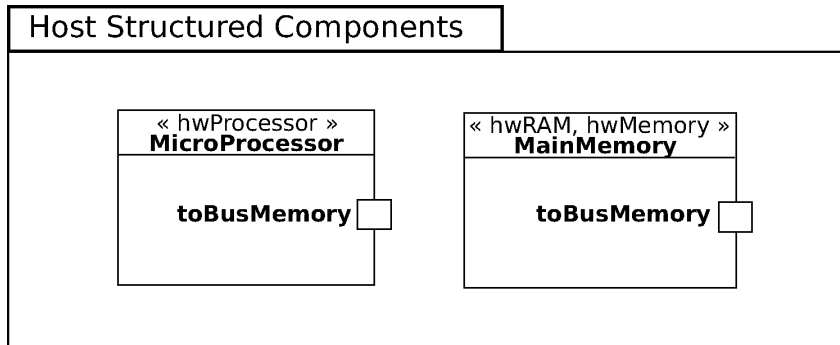 Host Structured Components
« hwProcessor »
MicroProcessor
toBusMemory
« hwRAM, hwMemory »
MainMemory
toBusMemory